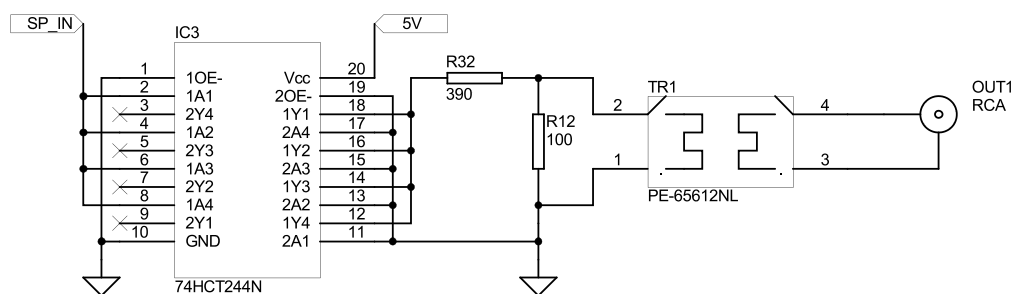 SP_IN
5V
IC3
1 1OE- Vcc 20
2 1A1 2OE- 19
3 2Y4 1Y1 18
4 1A2 2A4 17
5 2Y3 1Y2 16
6 1A3 2A3 15
7 2Y2 1Y3 14
8 1A4 2A2 13
9 2Y1 1Y4 12
10 GND 2A1 11
74HCT244N
R32
390
R12
100
TR1
2 4
1 3
PE-65612NL
OUT1
RCA